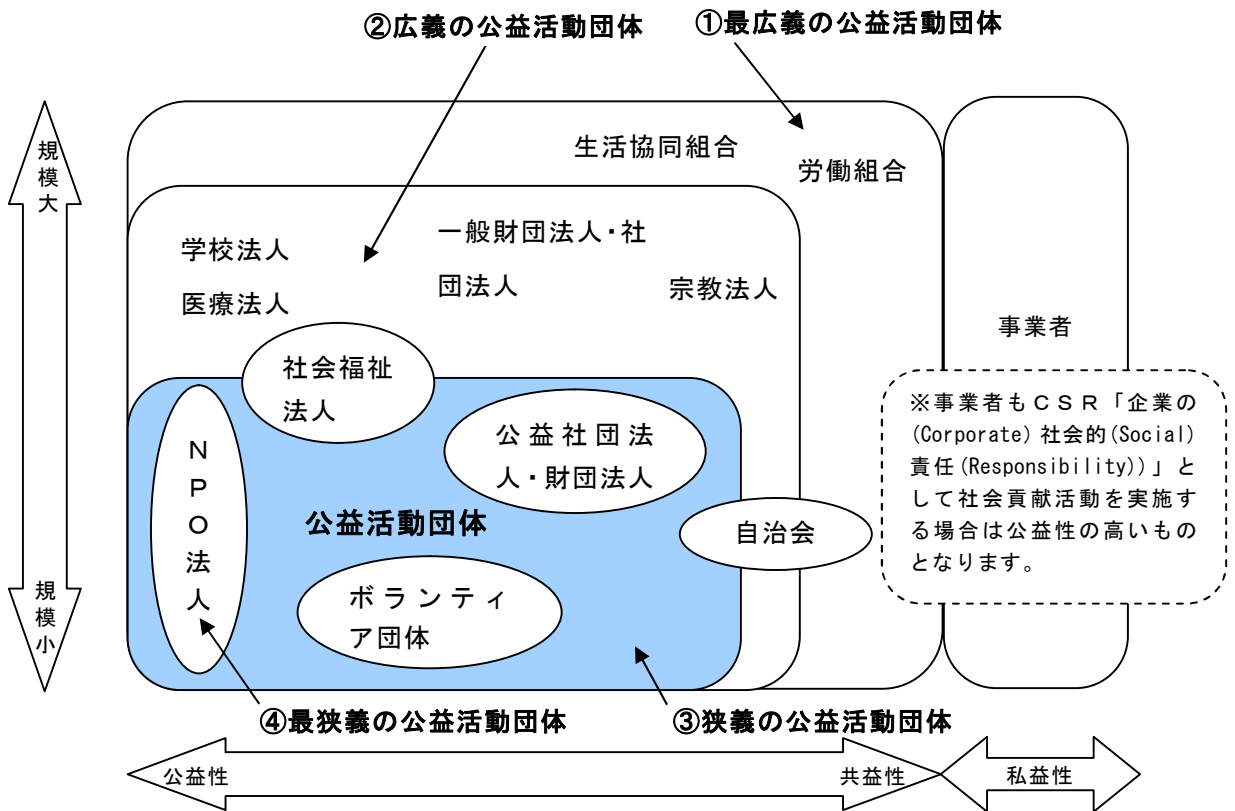 ②広義の公益活動団体
①最広義の公益活動団体
規模大
生活協同組合
労働組合
一般財団法人・社
団法人
学校法人
医療法人
宗教法人
事業者
社会福祉
法人
※事業者もCSR「企業の
(Corporate)社会的(Social)
責任(Responsibility))」と
して社会貢献活動を実施す
る場合は公益性の高いもの
となります。
NPO法人
公益社団法
人・財団法人
公益活動団体
自治会
ボランティ
ア団体
規模小
④最狭義の公益活動団体
③狭義の公益活動団体
公益性
共益性
私益性